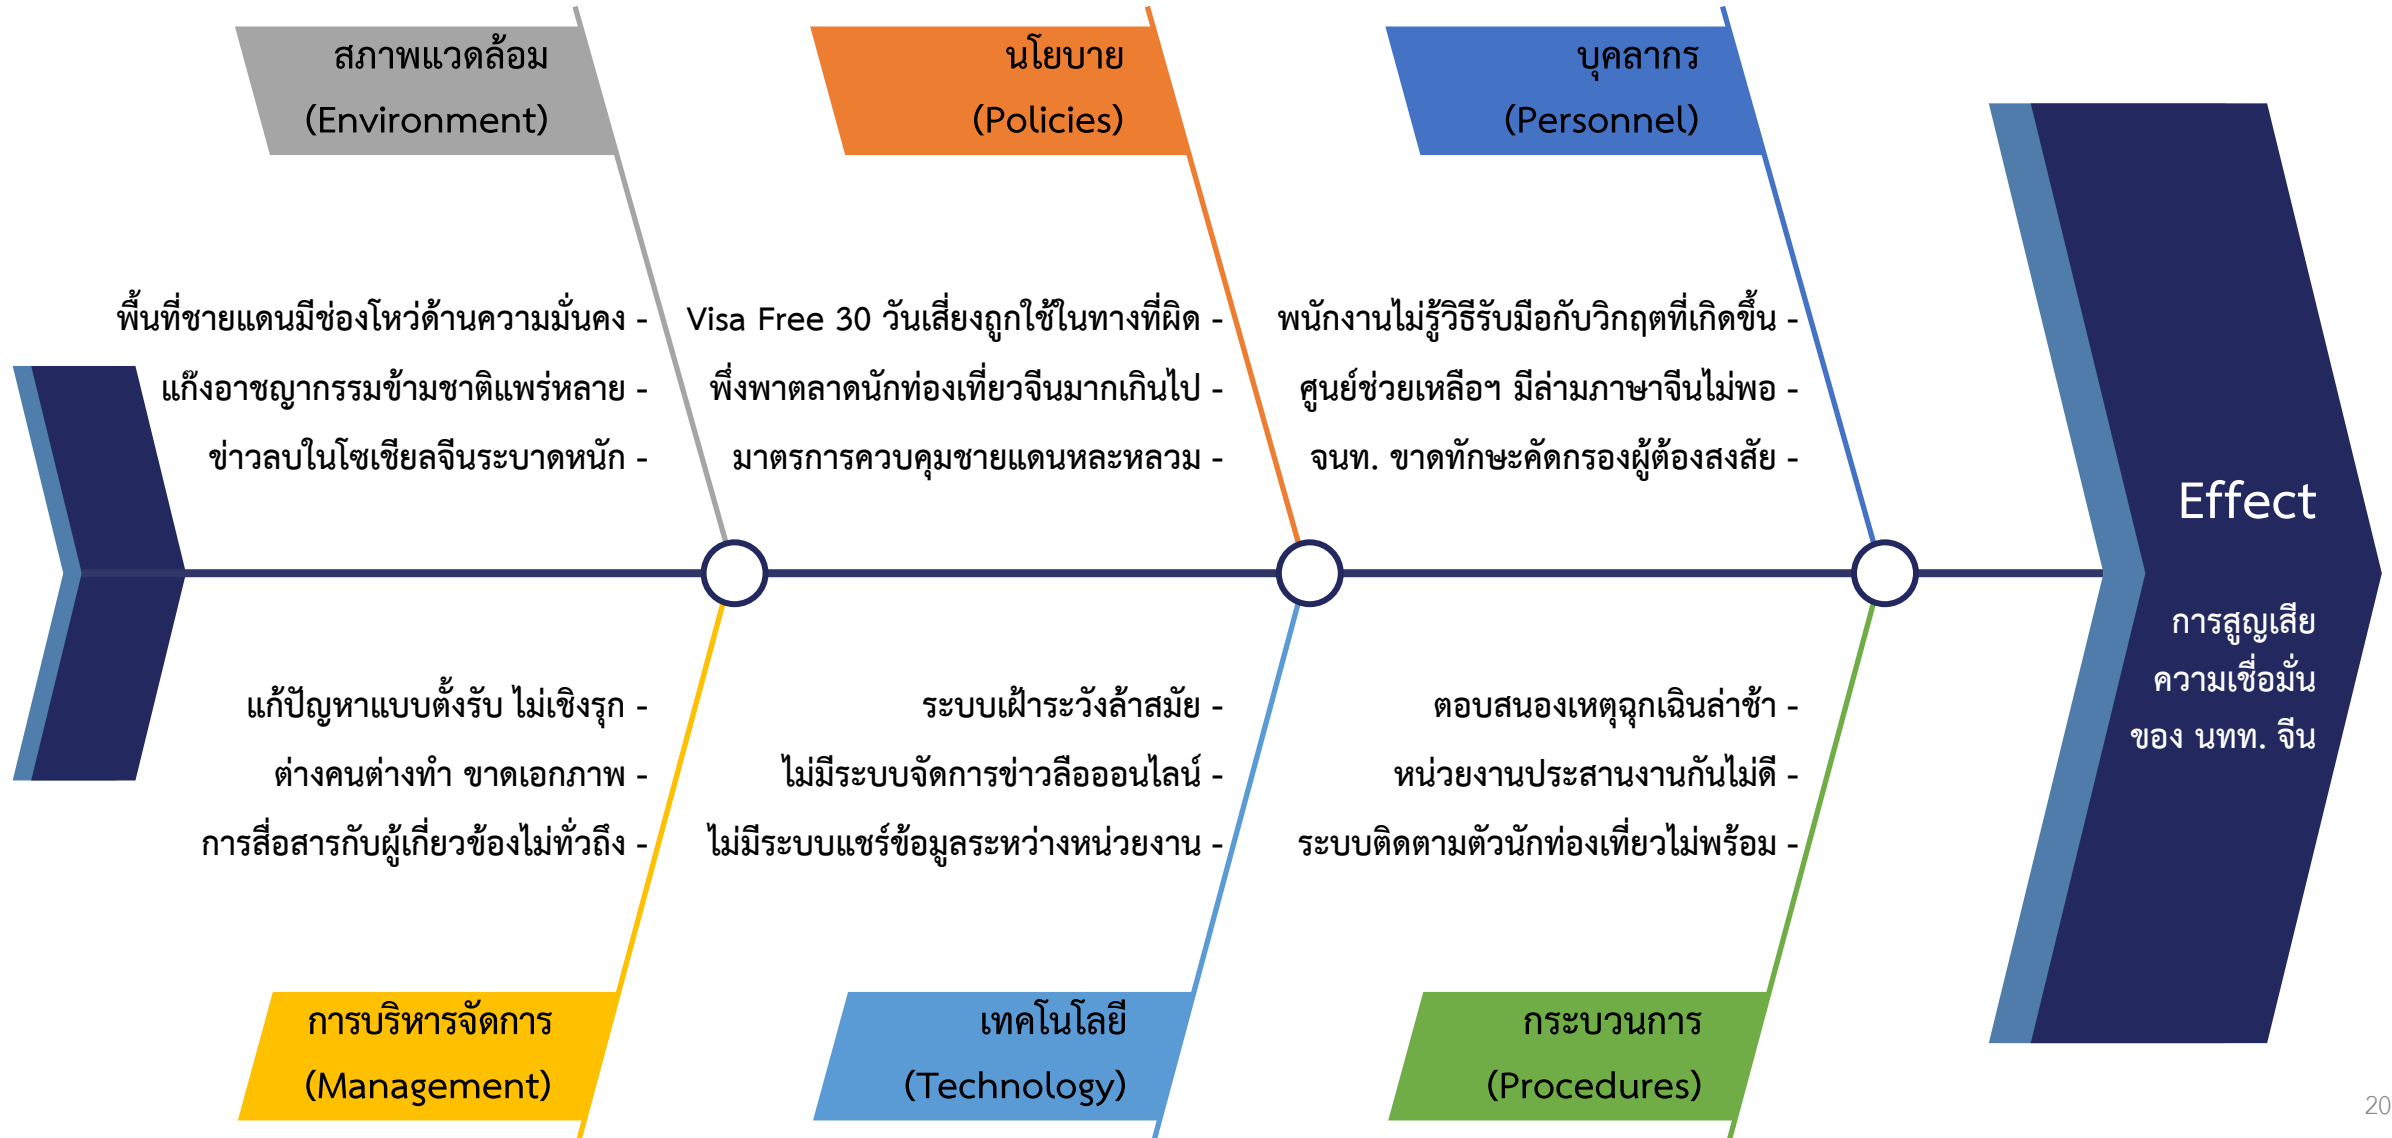 สภาพแวดล้อม
(Environment)
พื้นที่ชายแดนมีช่องโหว่ด้านความมั่นคง -
แก๊งอาชญากรรมข้ามชาติแพร่หลาย -
ข่าวลบในโซเชียลจีนระบาดหนัก -
นโยบาย
(Policies)
Visa Free 30 วันเสี่ยงถูกใช้ในทางที่ผิด -
พึ่งพาตลาดนักท่องเที่ยวจีนมากเกินไป -
มาตรการควบคุมชายแดนหละหลวม -
บุคลากร
(Personnel)
พนักงานไม่รู้วิธีรับมือกับวิกฤตที่เกิดขึ้น -
ศูนย์ช่วยเหลือฯ มีล่ามภาษาจีนไม่พอ -
จนท. ขาดทักษะคัดกรองผู้ต้องสงสัย -
แก้ปัญหาแบบตั้งรับ ไม่เชิงรุก -
ต่างคนต่างทำ ขาดเอกภาพ -
การสื่อสารกับผู้เกี่ยวข้องไม่ทั่วถึง -
การบริหารจัดการ
(Management)
ระบบเฝ้าระวังล้าสมัย -
ไม่มีระบบจัดการข่าวลือออนไลน์ -
ไม่มีระบบแชร์ข้อมูลระหว่างหน่วยงาน -
เทคโนโลยี
(Technology)
ตอบสนองเหตุฉุกเฉินล่าช้า -
หน่วยงานประสานงานกันไม่ดี -
ระบบติดตามตัวนักท่องเที่ยวไม่พร้อม -
กระบวนการ
(Procedures)
Effect
การสูญเสีย
ความเชื่อมั่น
ของ นทท. จีน
20